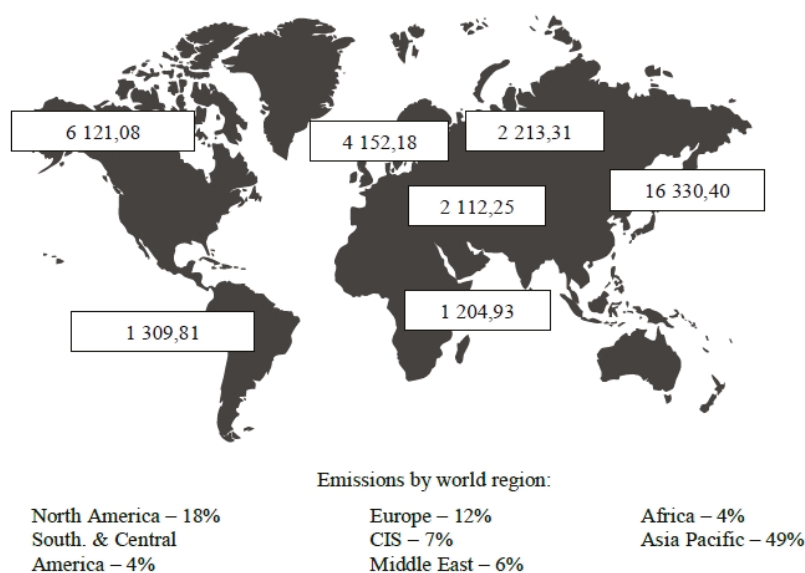 6 121,08
4 152,18
2 213,31
16 330,40
2 112,25
1 204,93
1 309,81
Emissions by world region:
North America – 18%
South. & Central
America – 4%
Europe – 12%
CIS – 7%
Middle East – 6%
Africa – 4%
Asia Pacific – 49%